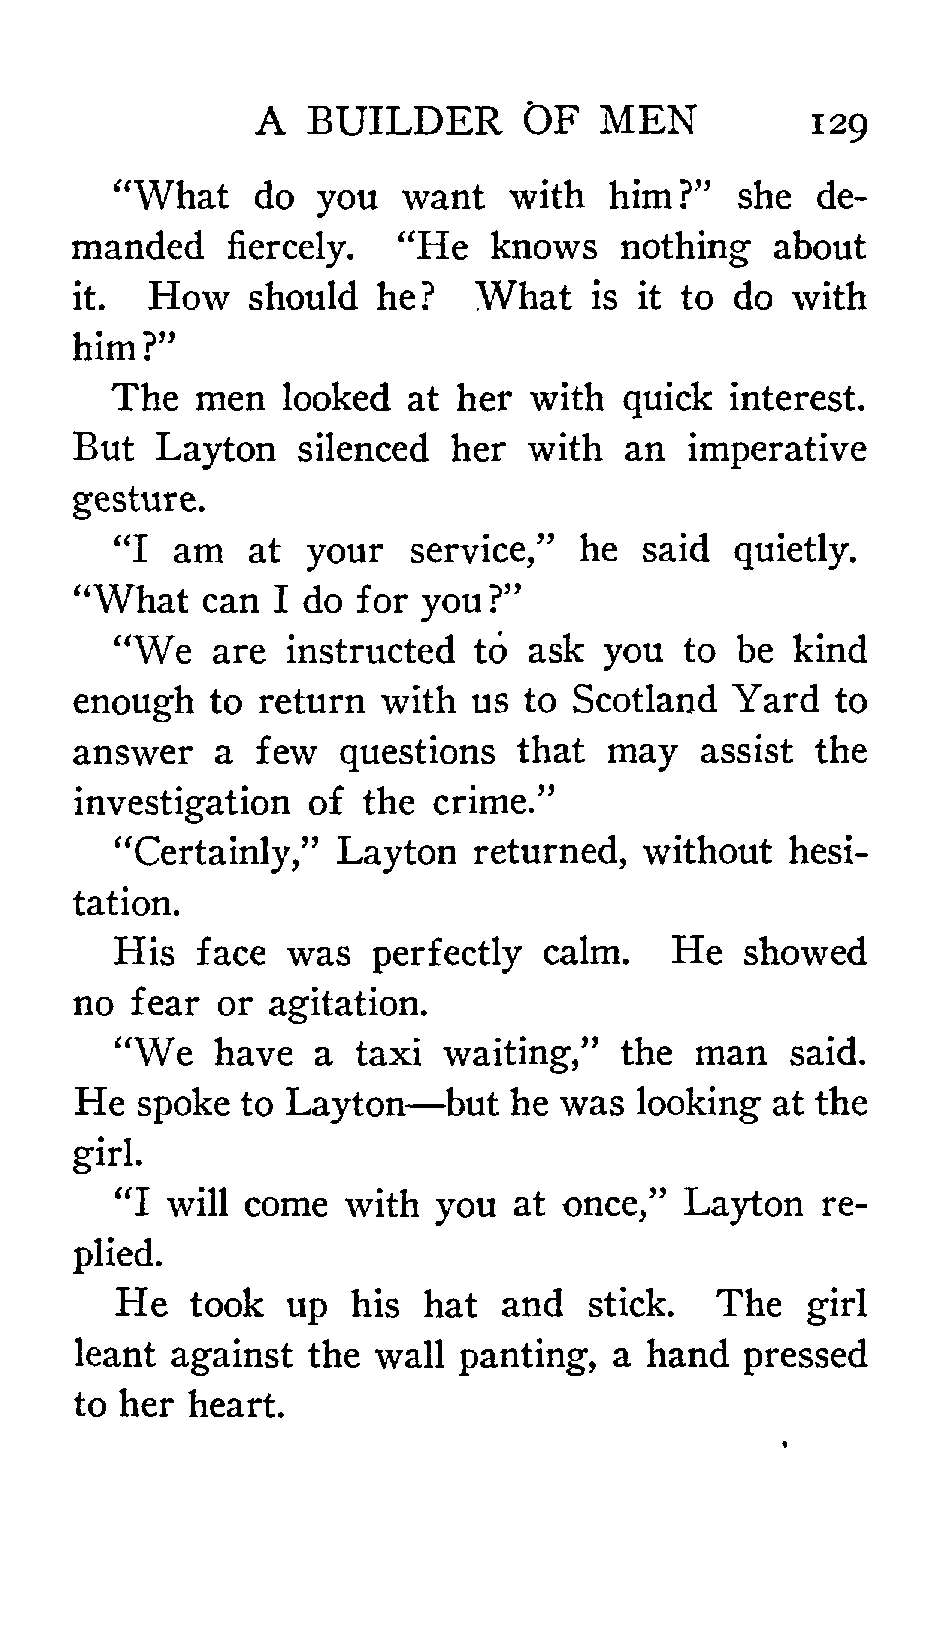 A BUILDER OF MEN 129
"What do you want with him?" she de-
manded fiercely. "He knows nothing about
it. How should he? What is it to do with
him?"
The men looked at her with quick interest.
But Layton silenced her with an imperative
gesture.
"I am at your service," he said quietly.
"What can I do for you?"
"We are instructed to ask you to be kind
enough to return with us to Scotland Yard to
answer a few questions that may assist the
investigation of the crime."
"Certainly," Layton returned, without hesi-
tation.
His face was perfectly calm. He showed
no fear or agitation.
"We have a taxi waiting," the man said.
He spoke to Layton—but he was looking at the
girl.
"I will come with you at once," Layton re-
plied.
He took up his hat and stick. The girl
leant against the wall panting, a hand pressed
to her heart.